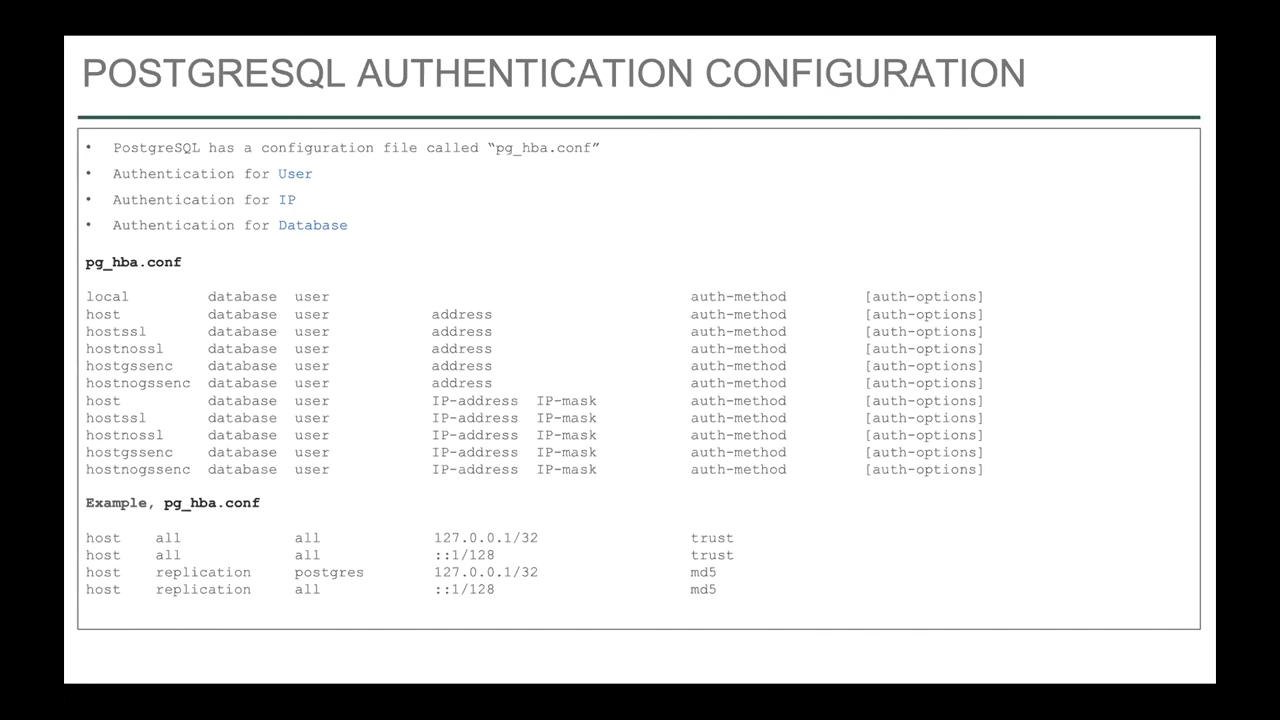 POSTGRESQL AUTHENTICATION CONFIGURATION
• PostgreSQL has a configuration file called “pg_hba.conf”
• Authentication for User
• Authentication for IP
• Authentication for Database
pg_hba.conf
local database user auth-method [auth-options]
host database user address auth-method [auth-options]
hostssl database user address auth-method [auth-options]
hostnossl database user address auth-method [auth-options]
hostgssenc database user address auth-method [auth-options]
hostnogssenc database user address auth-method [auth-options]
host database user IP-address IP-mask auth-method [auth-options]
hostssl database user IP-address IP-mask auth-method [auth-options]
hostnossl database user IP-address IP-mask auth-method [auth-options]
hostgssenc database user IP-address IP-mask auth-method [auth-options]
hostnogssenc database user IP-address IP-mask auth-method [auth-options]
Example, pg_hba.conf
host all all 127.0.0.1/32 trust
host all all ::1/128 trust
host replication postgres 127.0.0.1/32 md5
host replication all ::1/128 md5